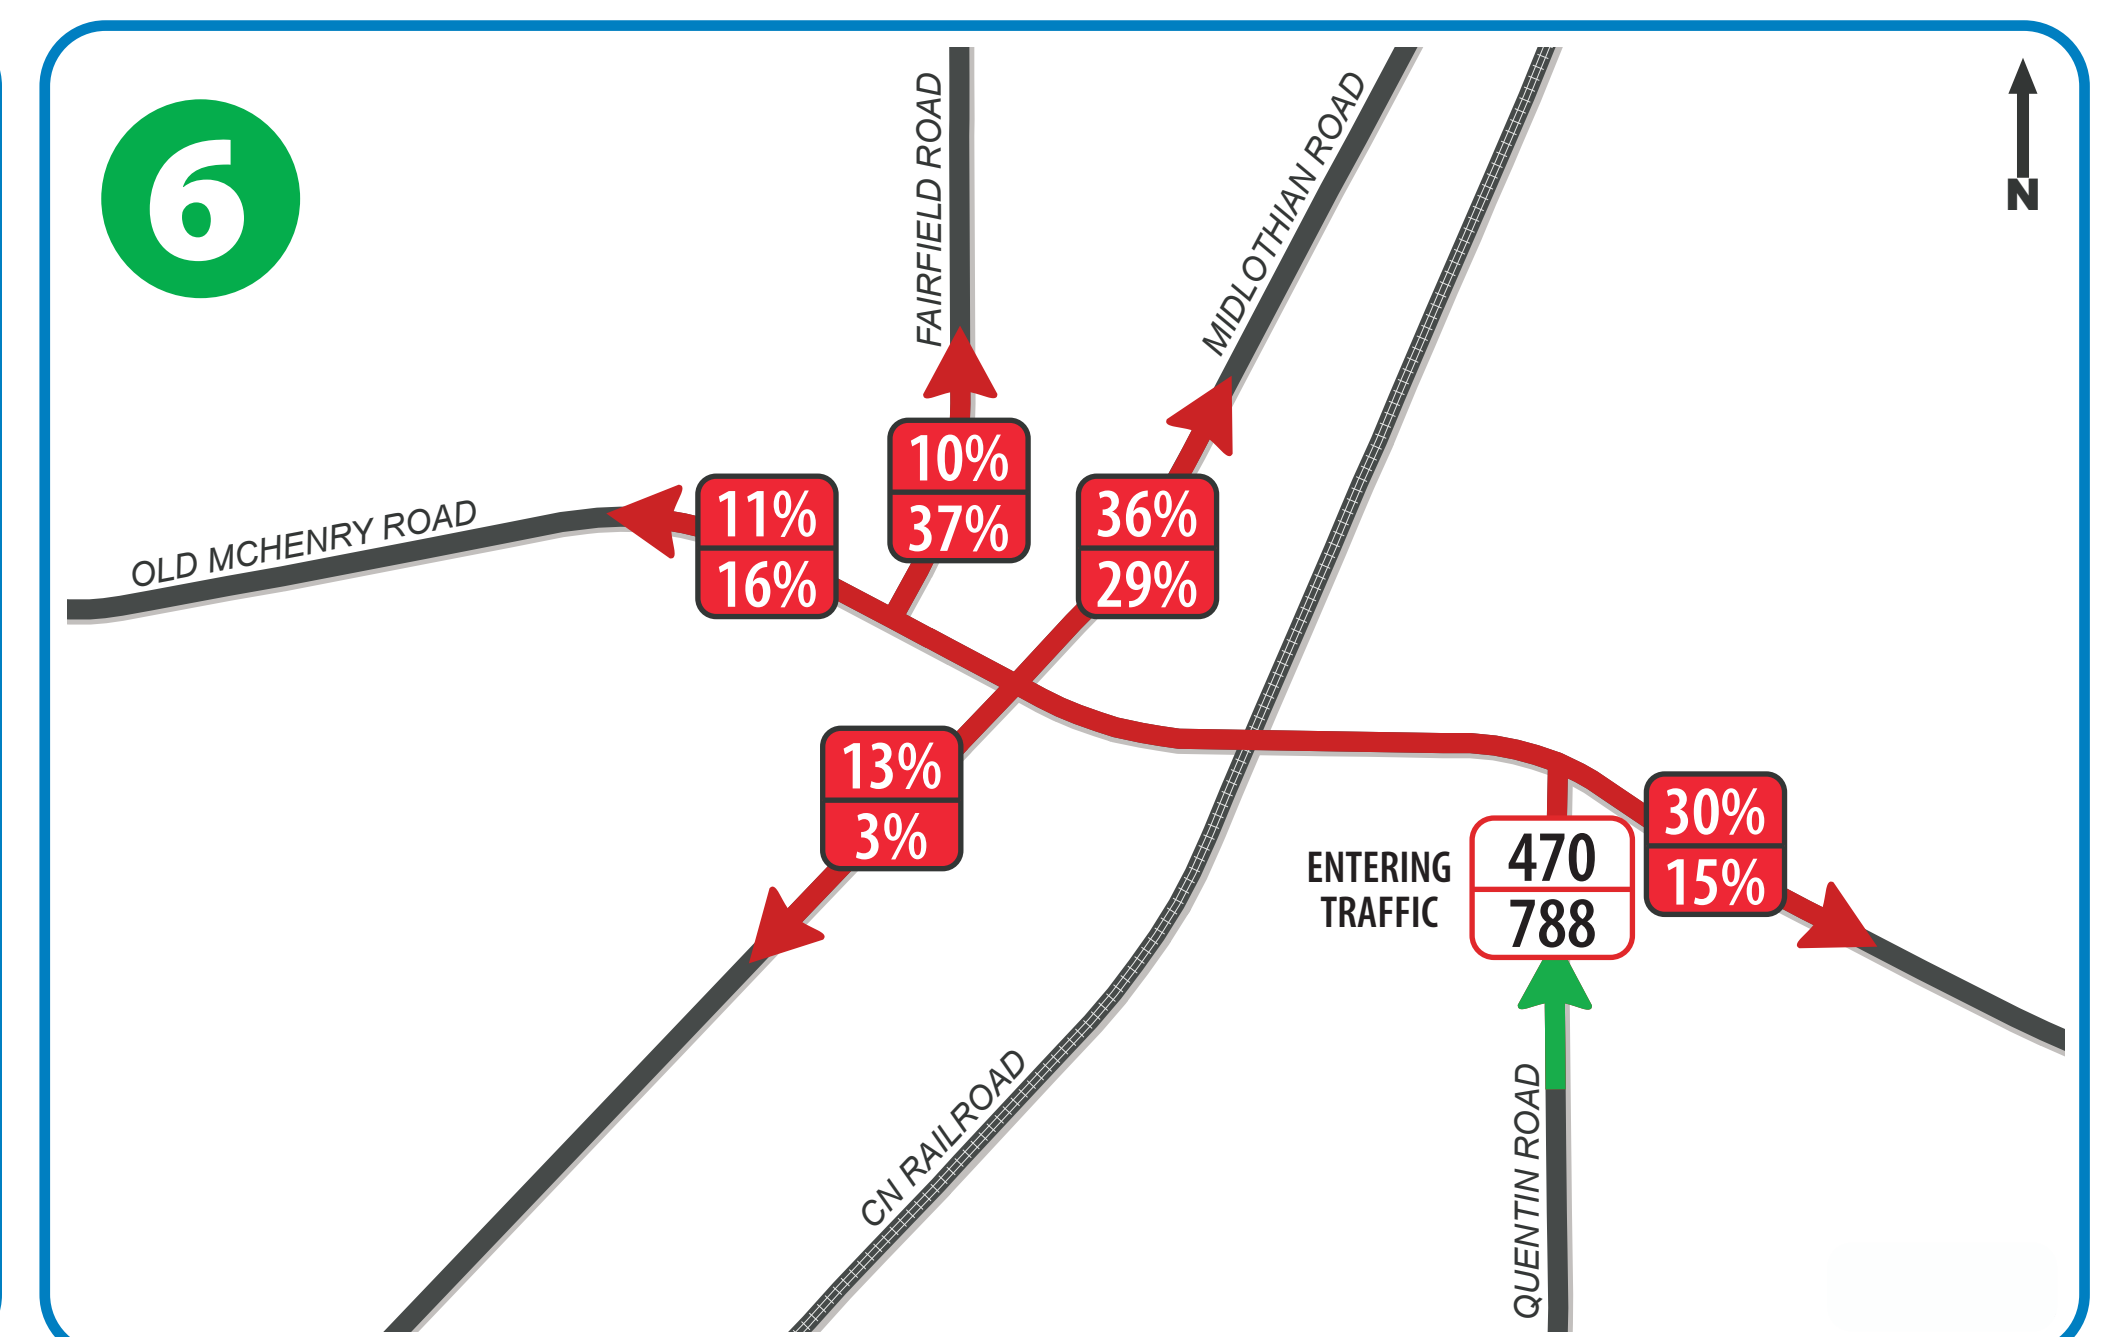 6
N
FAIRFIELD ROAD
MIDLOTHIAN ROAD
OLD MCHENRY ROAD
10%
37%
11%
16%
36%
29%
13%
3%
30%
15%
ENTERING
TRAFFIC
470
788
CN RAILROAD
QUENTIN ROAD